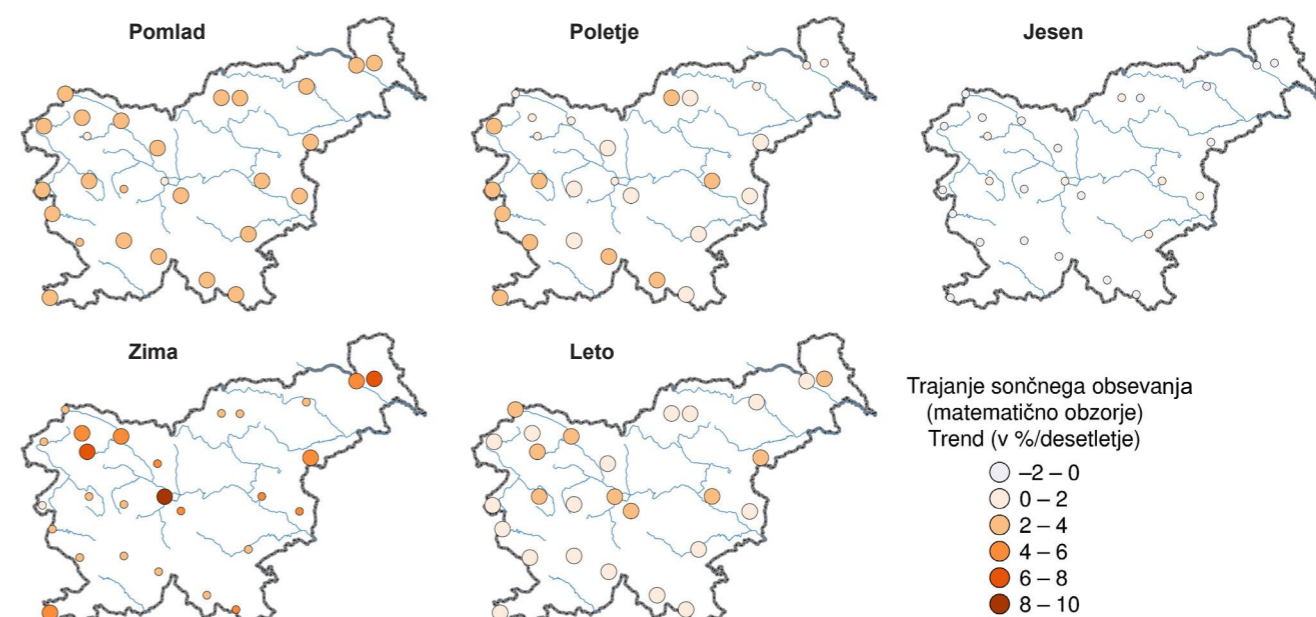 Pomlad
Poletje
Jesen
Zima
Leto
Trajanje sončnega obsevanja
(matematično obzorje)
Trend (v %/desetletje)
–2 – 0
0 – 2
2 – 4
4 – 6
6 – 8
8 – 10